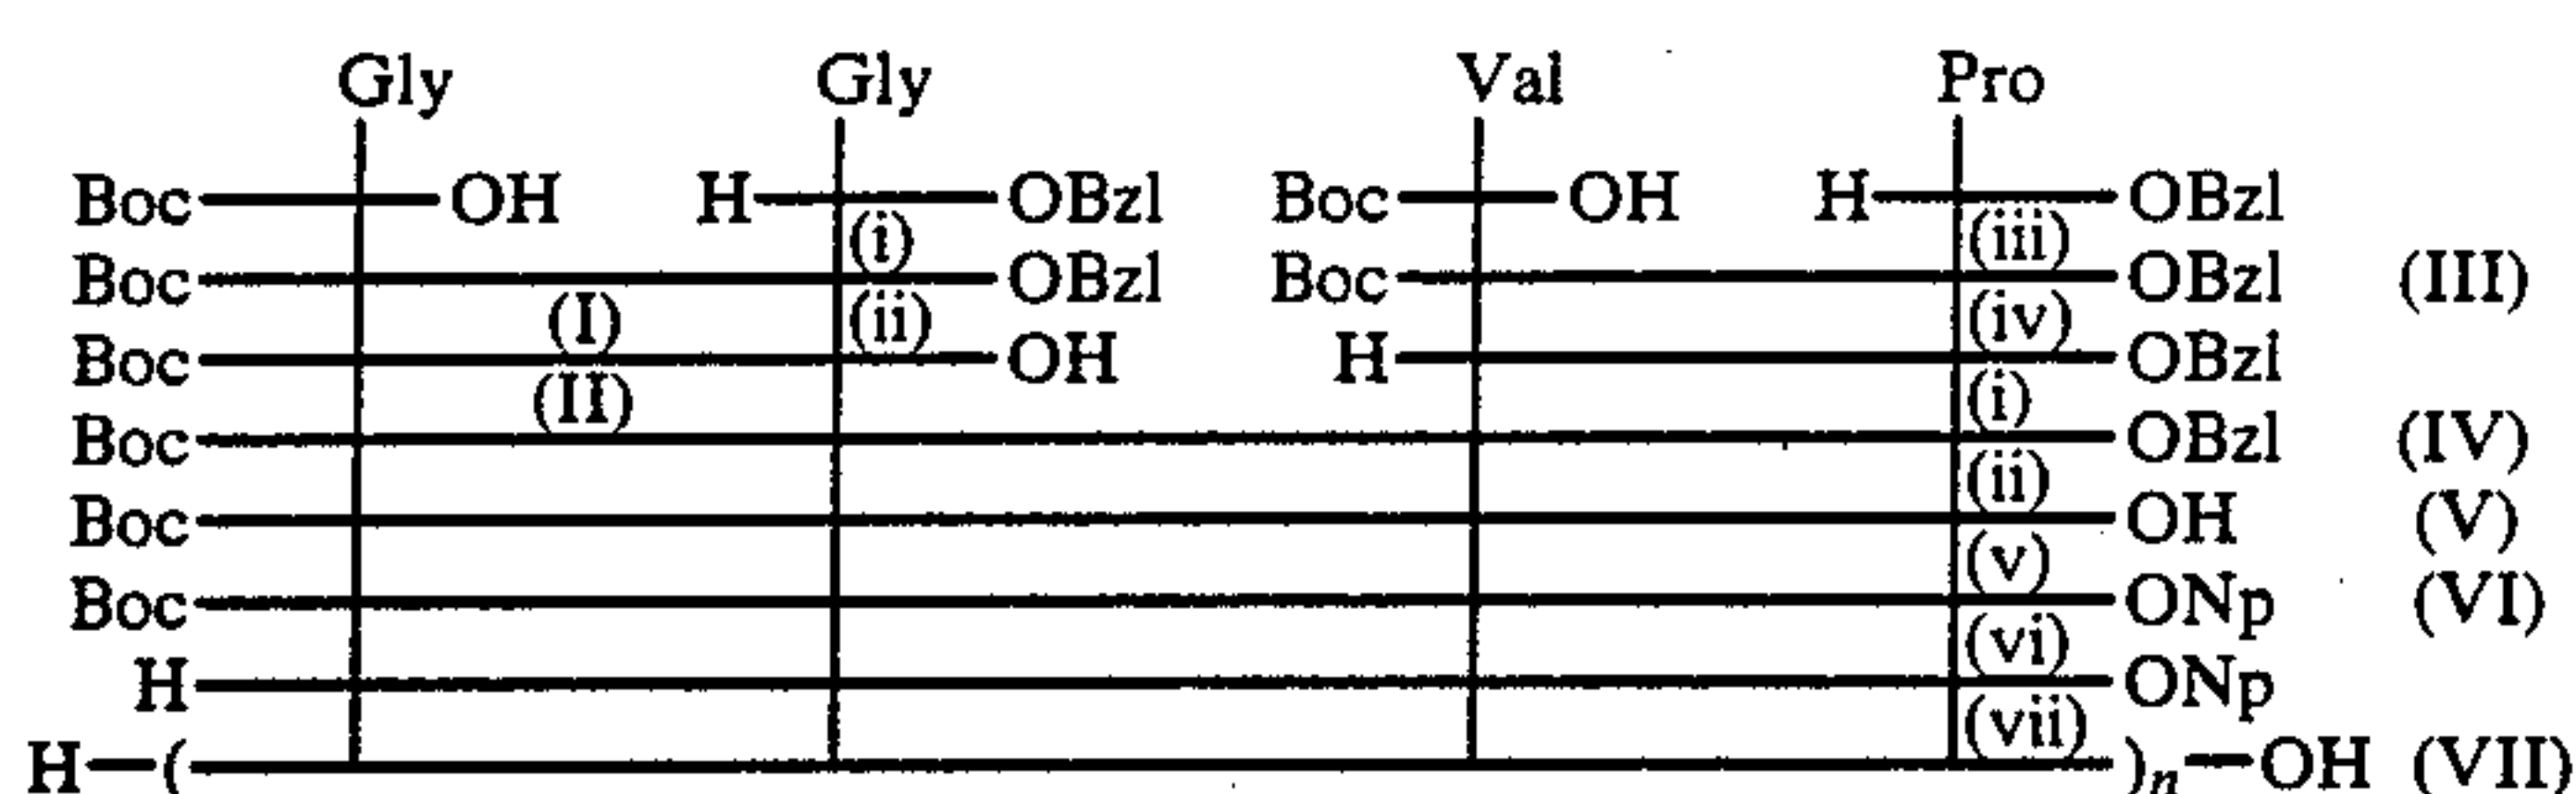 Gly Gly Val Pro
Boc OH H OBzl Boc OH H OBzl
(i) (iii)
Boc OBzl Boc OBzl (III)
(I) (ii) (iv)
Boc OH H OBzl
(II) (i)
Boc OBzl (IV)
(ii)
Boc OH (V)
(v)
Boc ONp (VI)
(vi)
H ONp
(vii)
H—( )n—OH (VII)